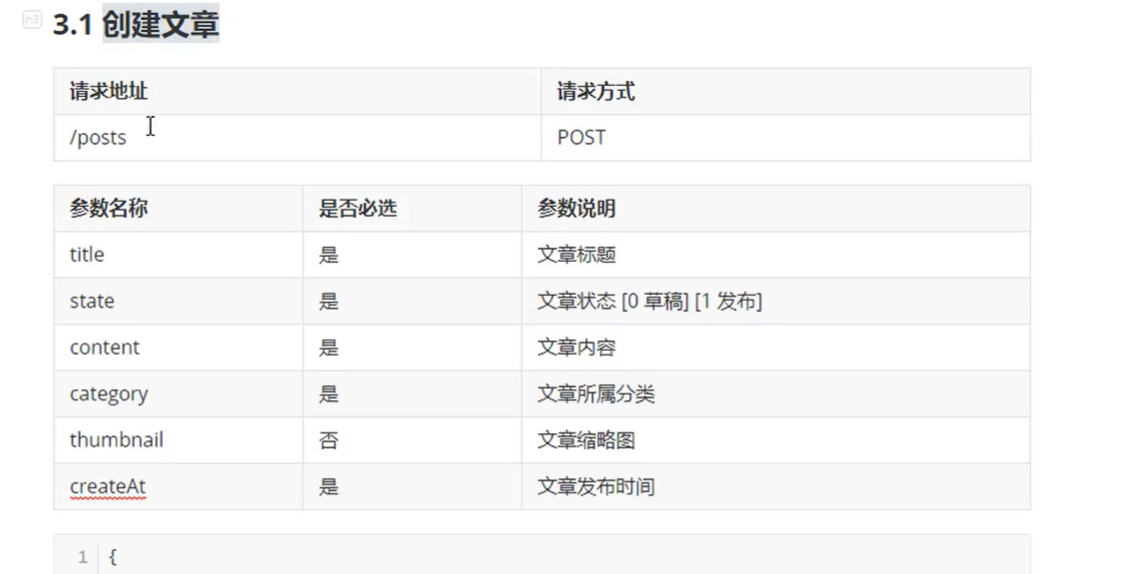 h3
3.1 创建文章
请求地址 请求方式
/posts POST
参数名称 是否必选 参数说明
title 是 文章标题
state 是 文章状态 [0 草稿] [1 发布]
content 是 文章内容
category 是 文章所属分类
thumbnail 否 文章缩略图
createAt 是 文章发布时间
1 {